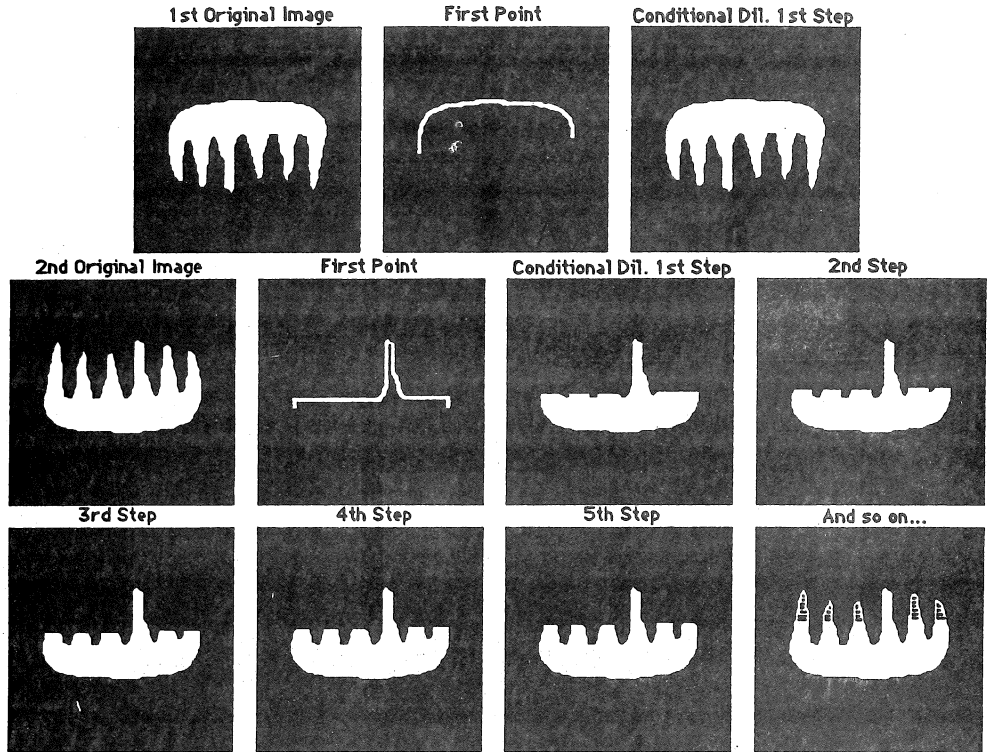 1st Original Image
First Point
Conditional Dil. 1st Step
2nd Original Image
First Point
Conditional Dil. 1st Step
2nd Step
3rd Step
4th Step
5th Step
And so on...